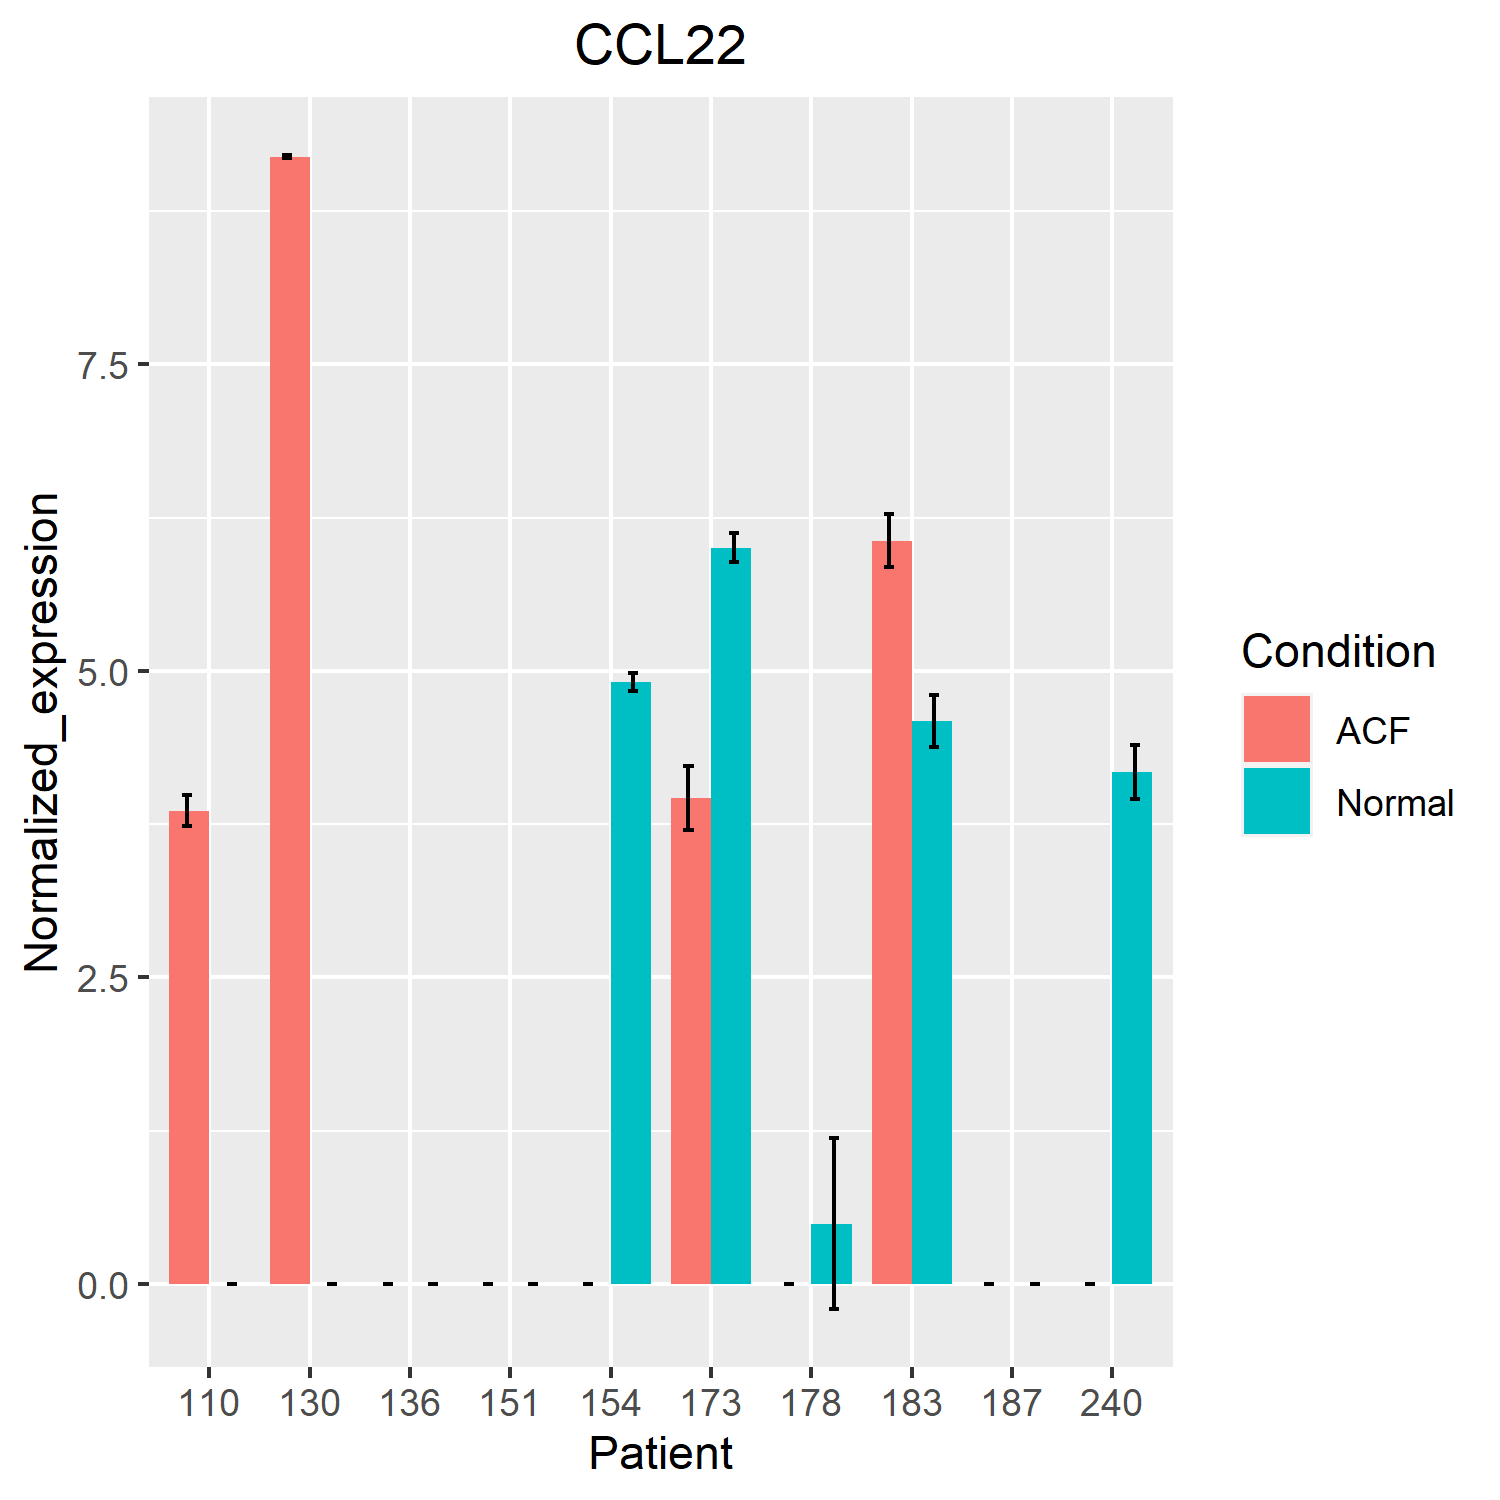 CCL22
Normalized_expression
7.5
5.0
2.5
0.0
110 130 136 151 154 173 178 183 187 240
Patient
Condition
ACF
Normal